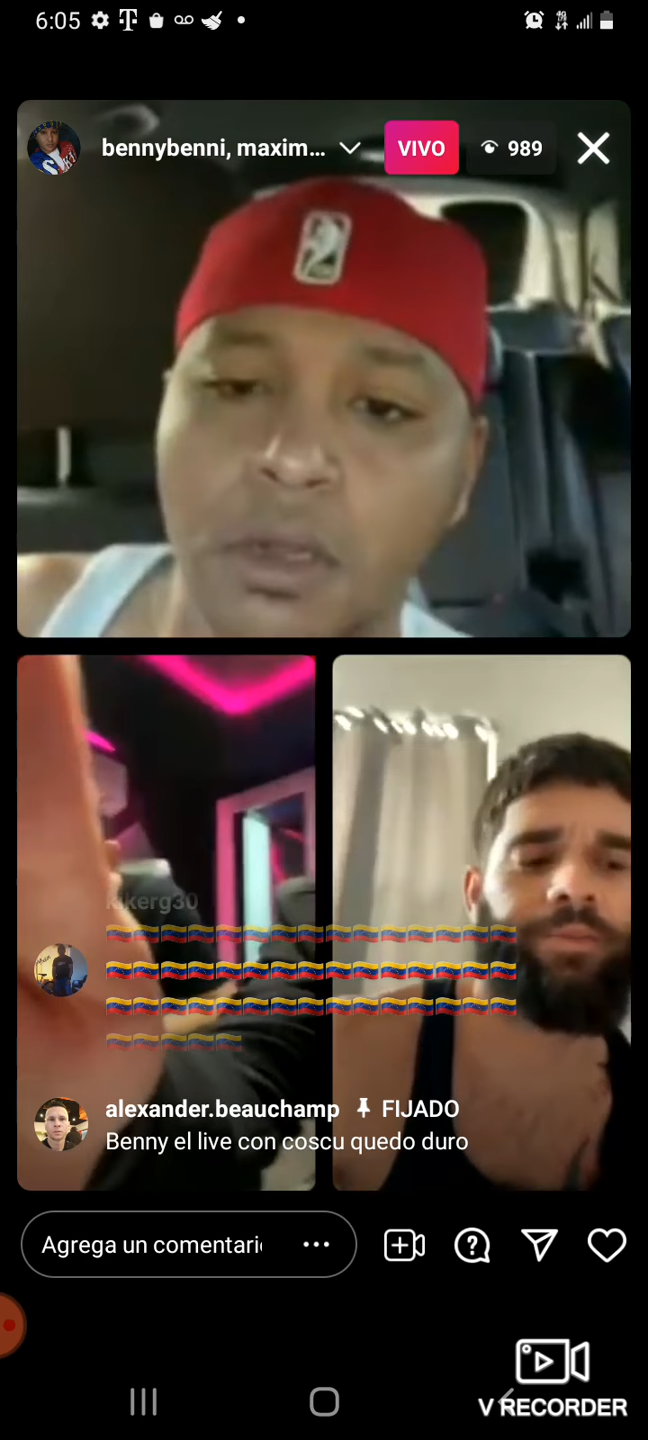 6:05
bennybenni, maxim...
VIVO
989
kikerg30
alexander.beauchamp FIJADO
Benny el live con coscu quedo duro
Agrega un comentari
V RECORDER